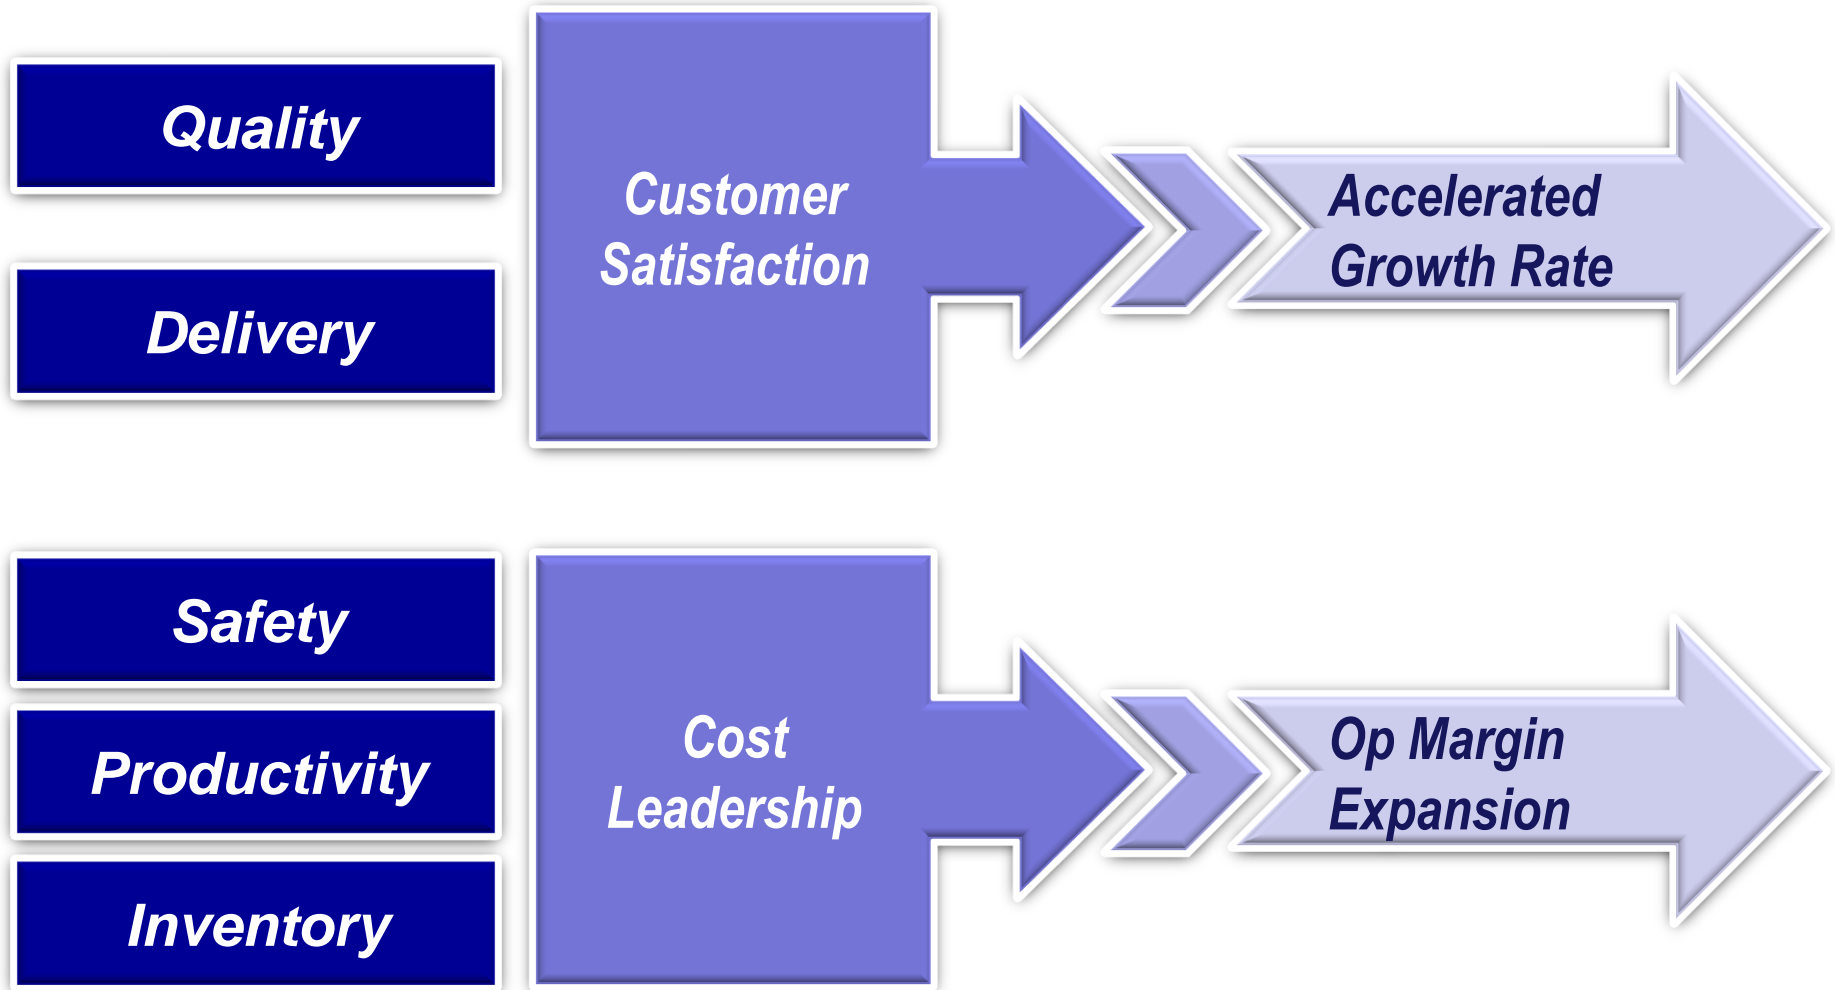 Quality
Delivery
Customer
Satisfaction
Accelerated
Growth Rate
Safety
Productivity
Inventory
Cost
Leadership
Op Margin
Expansion